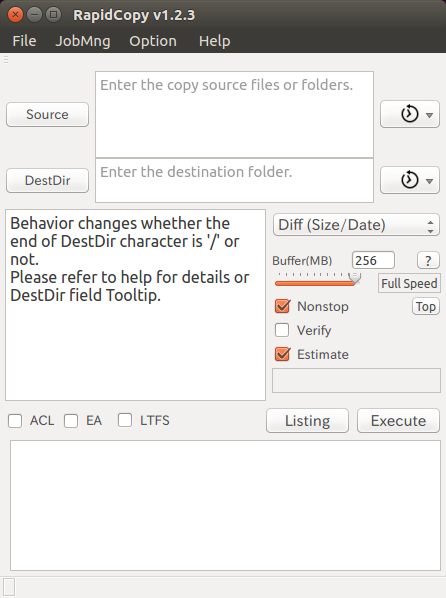 RapidCopy v1.2.3
File JobMng Option Help
Source
Enter the copy source files or folders.
DestDir
Enter the destination folder.
Behavior changes whether the
end of DestDir character is '/' or
not.
Please refer to help for details or
DestDir field Tooltip.
Diff (Size/Date)
Buffer(MB) 256 ?
Full Speed
Nonstop Top
Verify
Estimate
ACL EA LTFS Listing Execute